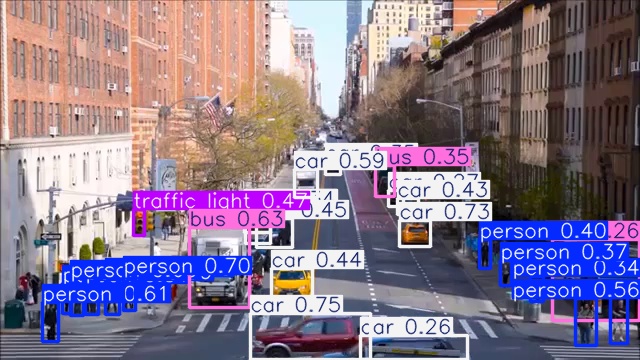 car 0.59
bus 0.35
car 0.43
traffic light 0.47
bus 0.63
0.45
car 0.73
person 0.40
26
person 0.37
car 0.44
person 0.70
person 0.34
person 0.61
person 0.56
car 0.75
car 0.26